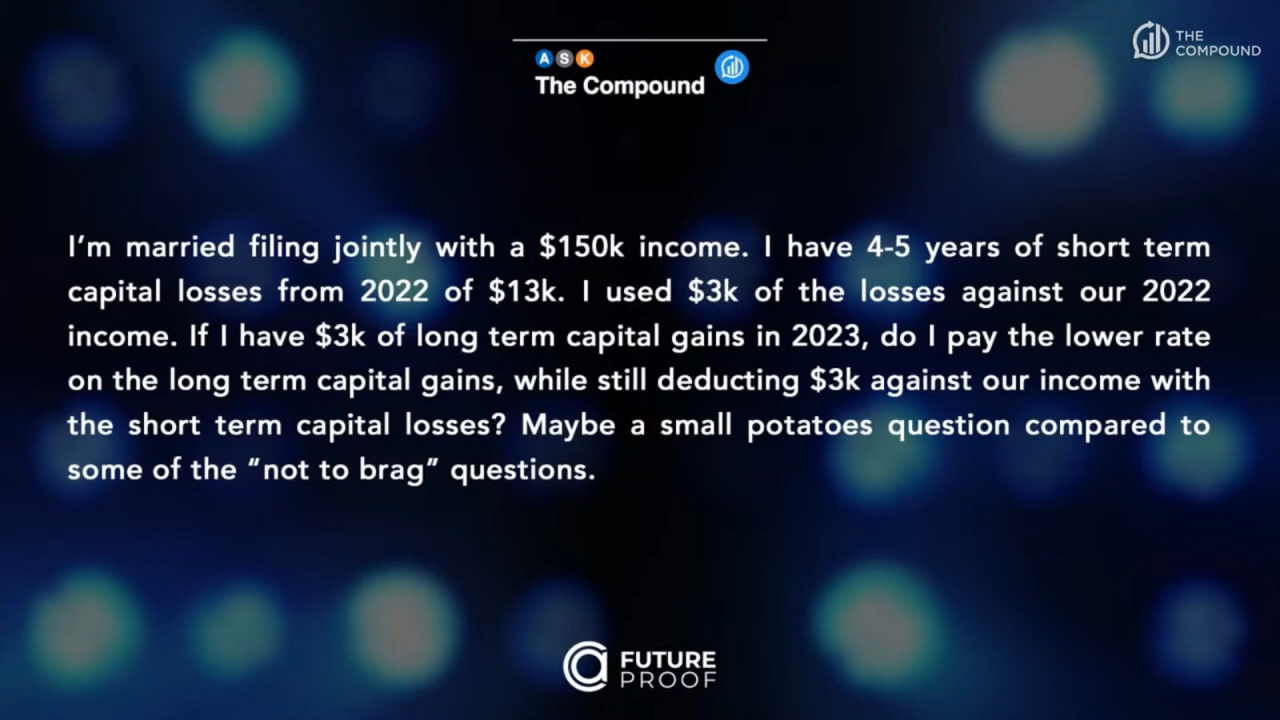 ASK
The Compound
THE
COMPOUND
I'm married filing jointly with a $150k income. I have 4-5 years of short term
capital losses from 2022 of $13k. I used $3k of the losses against our 2022
income. If I have $3k of long term capital gains in 2023, do I pay the lower rate
on the long term capital gains, while still deducting $3k against our income with
the short term capital losses? Maybe a small potatoes question compared to
some of the “not to brag” questions.
FUTURE
PROOF